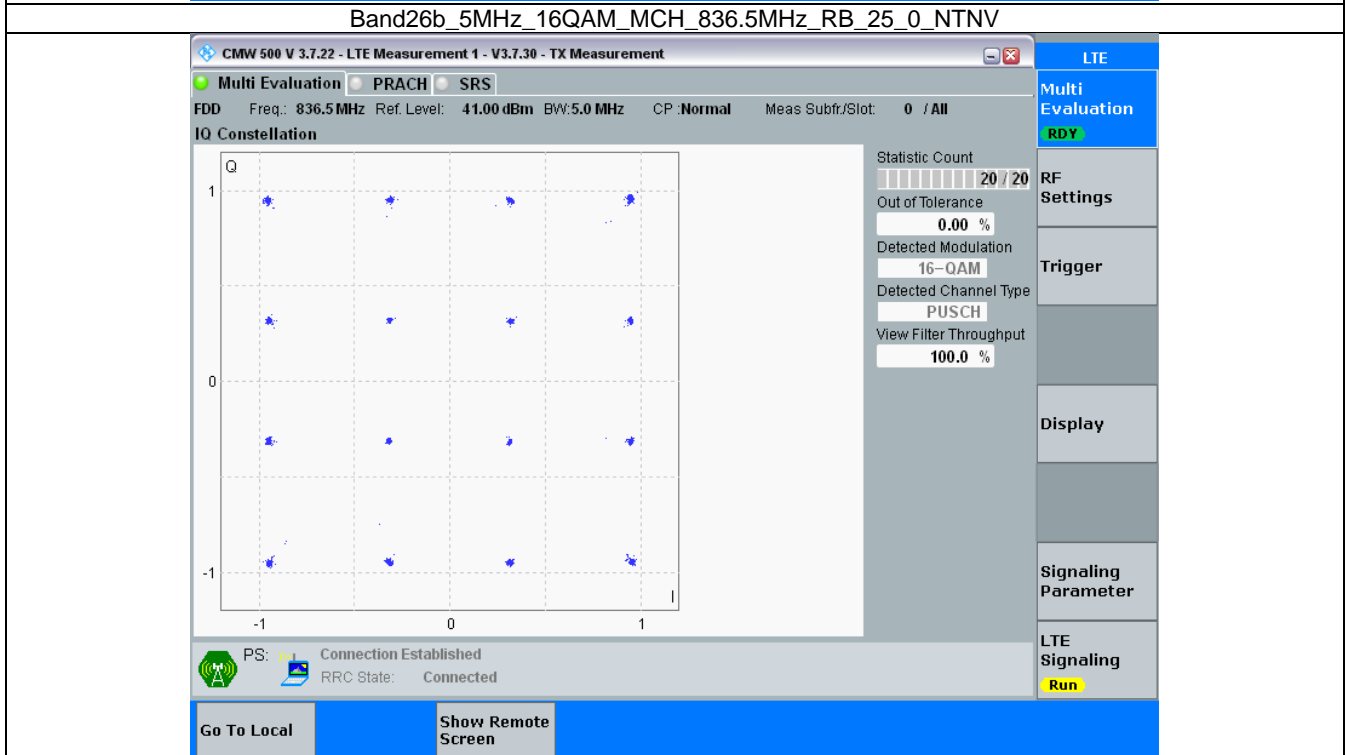 Band26b_5MHz_16QAM_MCH_836.5MHz_RB_25_0_NTNV
CMW 500 V 3.7.22 - LTE Measurement 1 - V3.7.30 - TX Measurement
LTE
Multi Evaluation PRACH SRS
FDD Freq.: 836.5 MHz Ref. Level: 41.00 dBm BW:5.0 MHz CP :Normal Meas Subfr./Slot: 0 / All
IQ Constellation
Q
1
0
-1
I
-1 0 1
Statistic Count
20 / 20
Out of Tolerance
0.00 %
Detected Modulation
16-QAM
Detected Channel Type
PUSCH
View Filter Throughput
100.0 %
Multi
Evaluation
RDY
RF
Settings
Trigger
Display
Signaling
Parameter
LTE
Signaling
Run
PS: Connection Established
RRC State: Connected
Go To Local
Show Remote
Screen